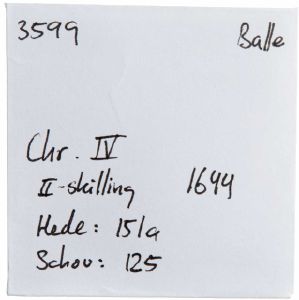 3599 Balle
Chr. IV
II-skilling 1644
Hede: 151a
Schou: 125